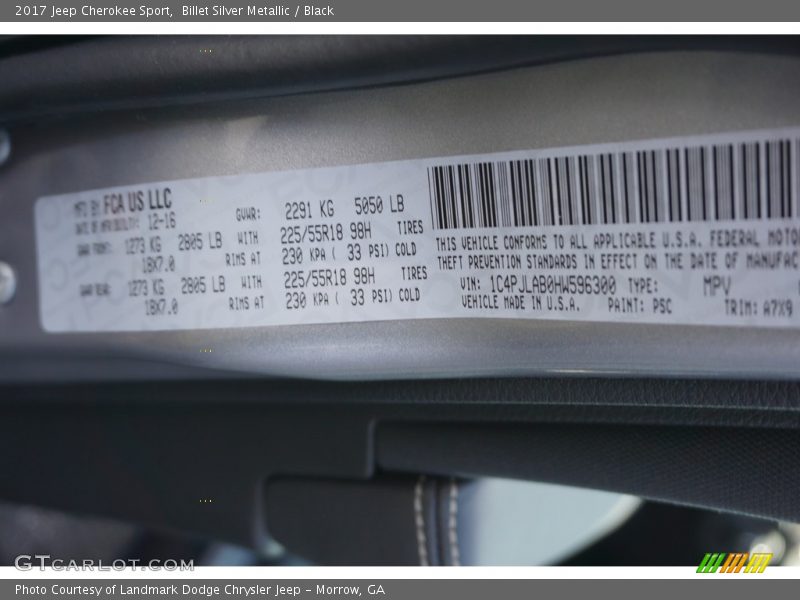 2017 Jeep Cherokee Sport, Billet Silver Metallic / Black
MFD BY FCA US LLC
DATE OF MFR 12-16 GVWR: 2291 KG 5050 LB
GAWR FRONT: 1273 KG 2805 LB WITH 225/55R18 98H TIRES
18X7.0 RIMS AT 230 KPA ( 33 PSI) COLD
GAWR REAR: 1273 KG 2805 LB WITH 225/55R18 98H TIRES
18X7.0 RIMS AT 230 KPA ( 33 PSI) COLD
THIS VEHICLE CONFORMS TO ALL APPLICABLE U.S.A. FEDERAL MOTO
THEFT PREVENTION STANDARDS IN EFFECT ON THE DATE OF MANUFAC
VIN: 1C4PJLAB0HW596300 TYPE: MPV
VEHICLE MADE IN U.S.A. PAINT: PSC TRIM: A7X9
GTCARLOT.COM
Photo Courtesy of Landmark Dodge Chrysler Jeep – Morrow, GA